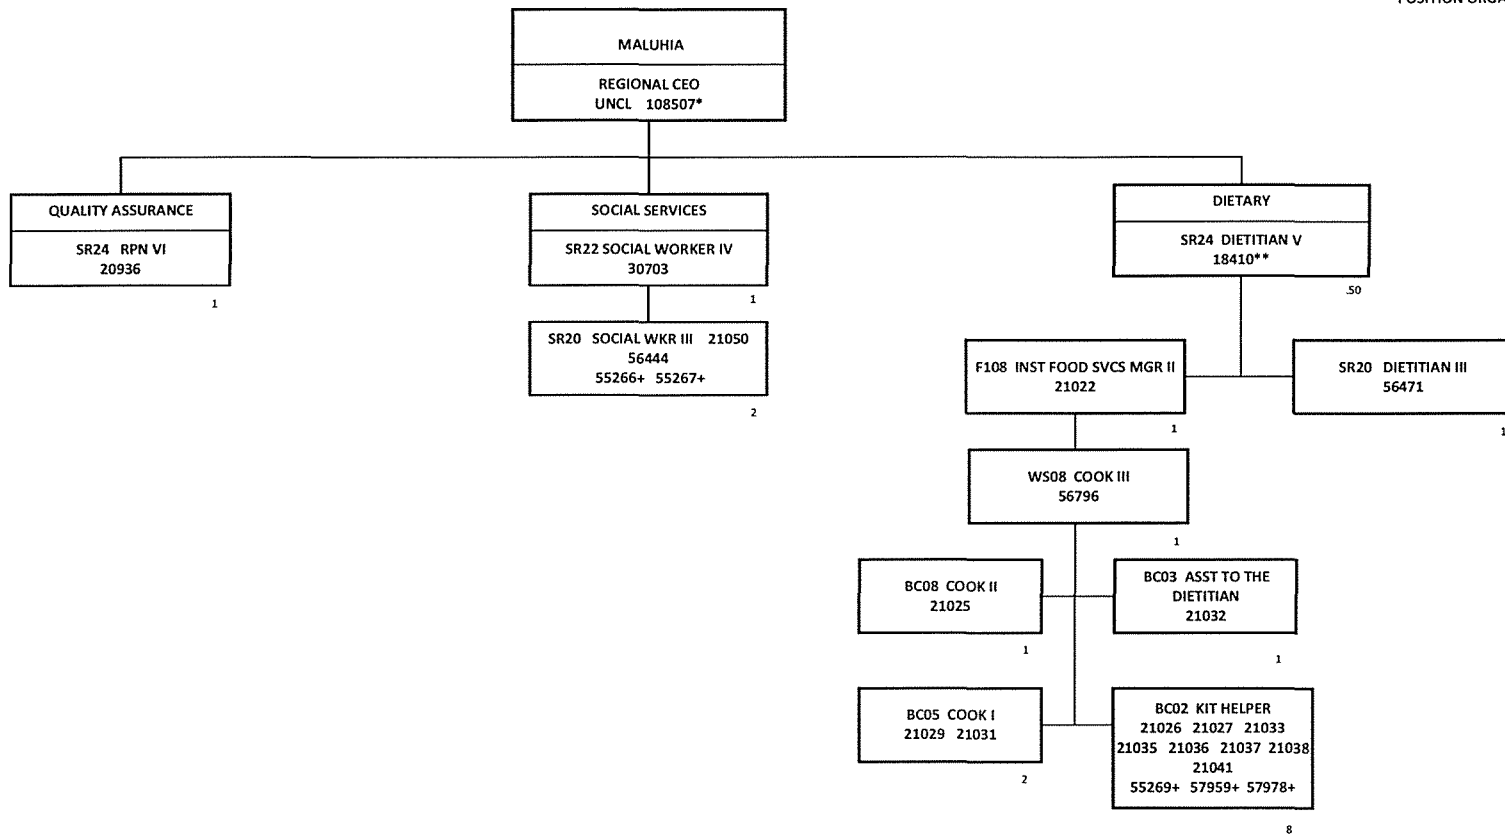 MALUHIA
REGIONAL CEO
UNCL 108507*
QUALITY ASSURANCE
SR24 RPN VI
20936
1
SOCIAL SERVICES
SR22 SOCIAL WORKER IV
30703
1
SR20 SOCIAL WKR III 21050
56444
55266+ 55267+
2
DIETARY
SR24 DIETITIAN V
18410**
.50
F108 INST FOOD SVCS MGR II
21022
1
SR20 DIETITIAN III
56471
1
WS08 COOK III
56796
1
BC08 COOK II
21025
1
BC03 ASST TO THE
DIETITIAN
21032
1
BC05 COOK I
21029 21031
2
BC02 KIT HELPER
21026 21027 21033
21035 21036 21037 21038
21041
55269+ 57959+ 57978+
8